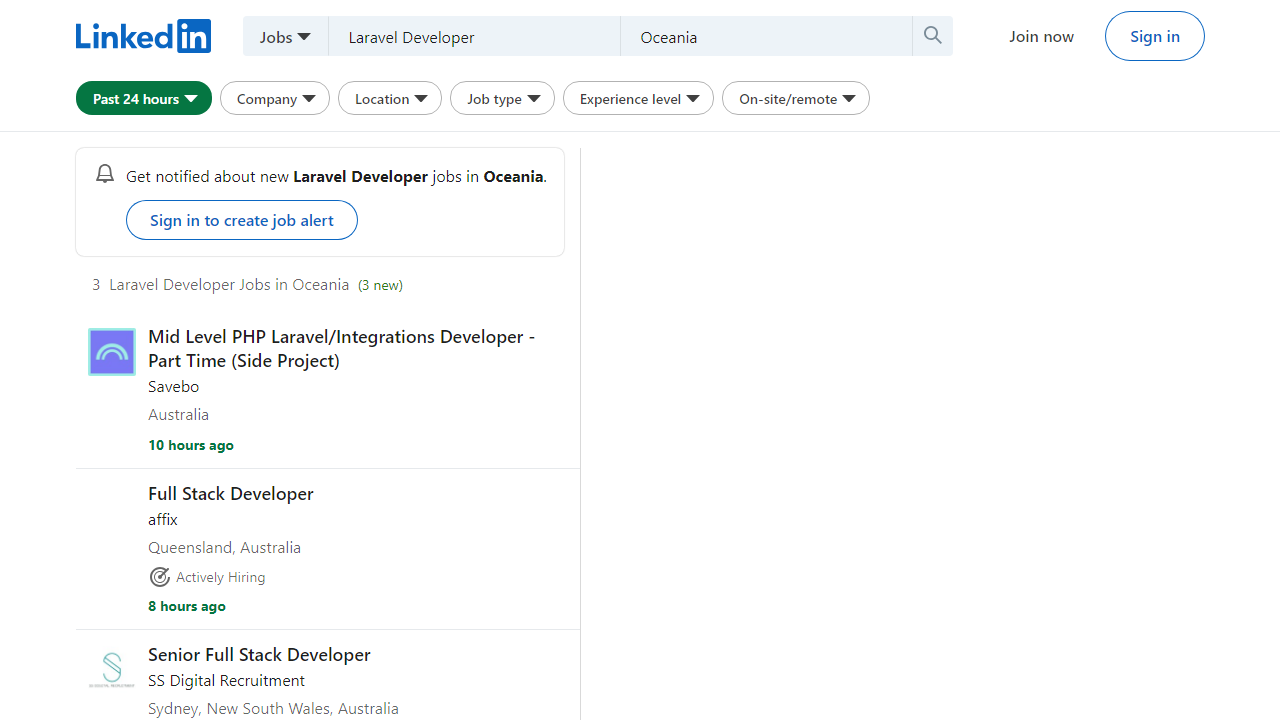 Linked in Jobs Laravel Developer Oceania Join now Sign in
Past 24 hours Company Location Job type Experience level On-site/remote
Get notified about new Laravel Developer jobs in Oceania.
Sign in to create job alert
3 Laravel Developer Jobs in Oceania (3 new)
Mid Level PHP Laravel/Integrations Developer -
Part Time (Side Project)
Savebo
Australia
10 hours ago
Full Stack Developer
affix
Queensland, Australia
Actively Hiring
8 hours ago
Senior Full Stack Developer
SS Digital Recruitment
Sydney, New South Wales, Australia